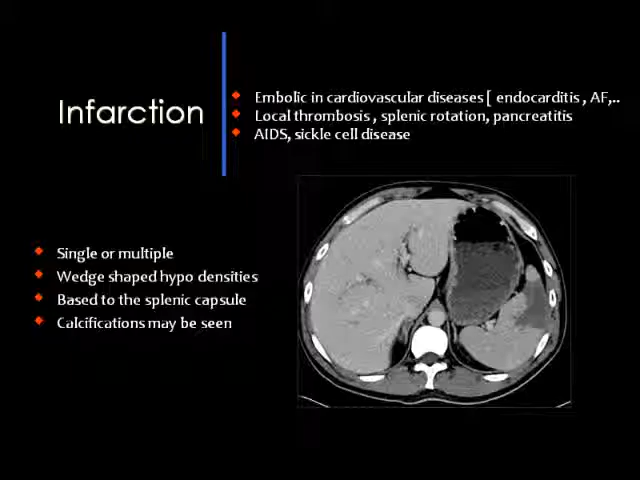 Infarction
Embolic in cardiovascular diseases [ endocarditis , AF,..
Local thrombosis , splenic rotation, pancreatitis
AIDS, sickle cell disease
Single or multiple
Wedge shaped hypo densities
Based to the splenic capsule
Calcifications may be seen